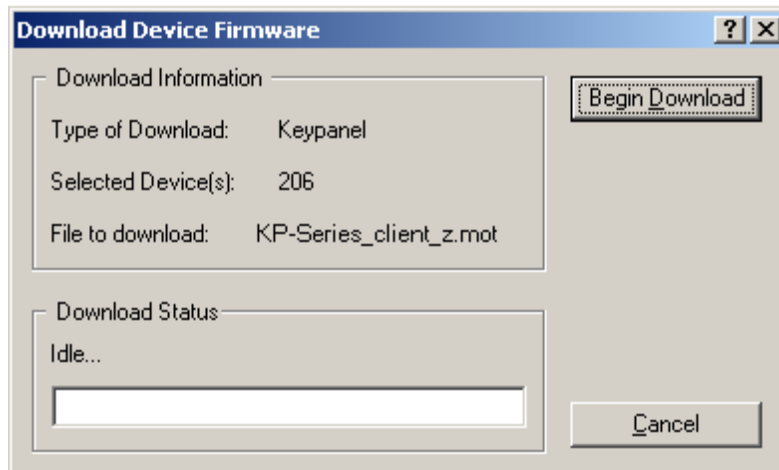 Download Device Firmware
Download Information
Begin Download
Type of Download: Keypanel
Selected Device(s): 206
File to download: KP-Series_client_z.mot
Download Status
Idle...
Cancel